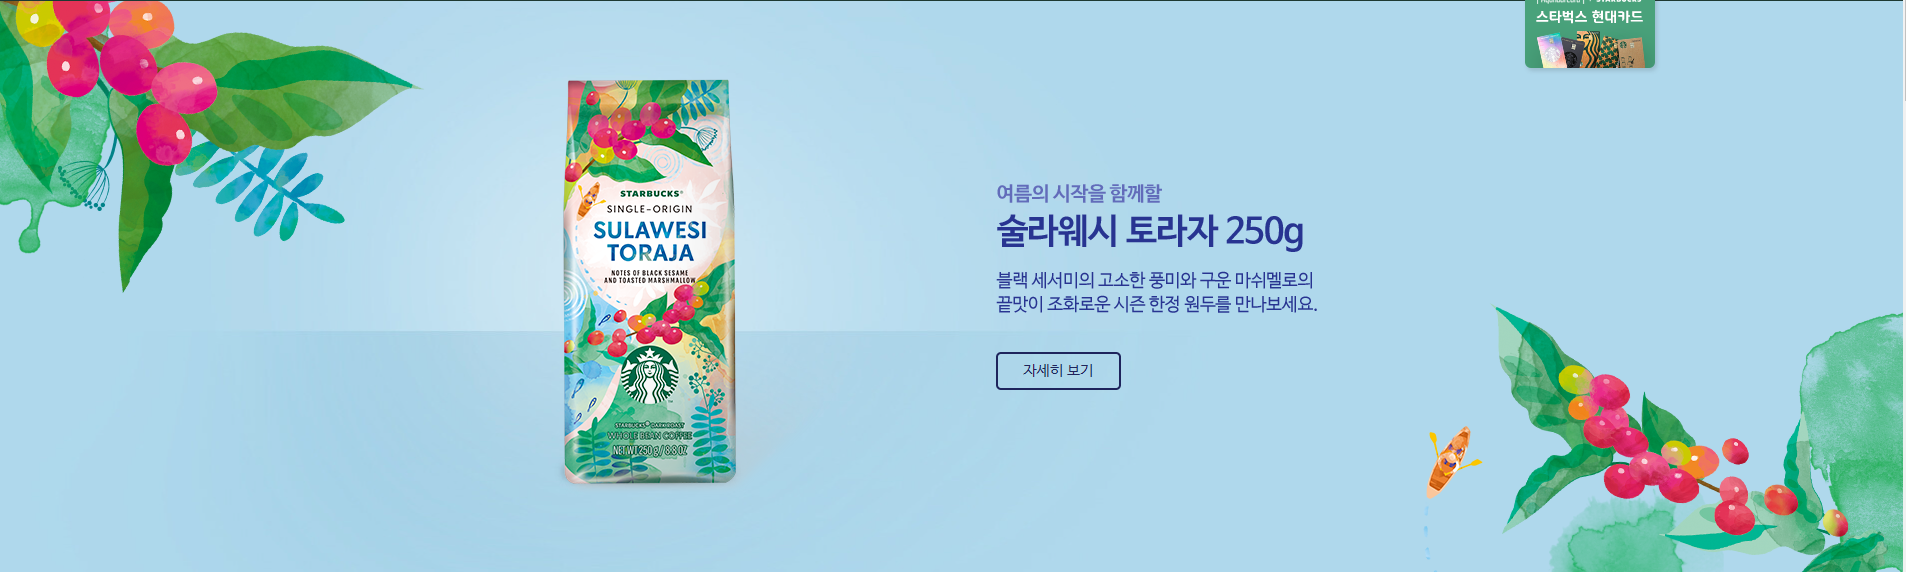 스타벅스 현대카드
STARBUCKS®
SINGLE-ORIGIN
SULAWESI
TORAJA
NOTES OF BLACK SESAME
AND TOASTED MARSHMALLOW
STARBUCKS® DARK ROAST
WHOLE BEAN COFFEE
NET WT 250 g / 8.8 OZ
여름의 시작을 함께할
술라웨시 토라자 250g
블랙 세서미의 고소한 풍미와 구운 마쉬멜로의
끝맛이 조화로운 시즌 한정 원두를 만나보세요.
자세히 보기